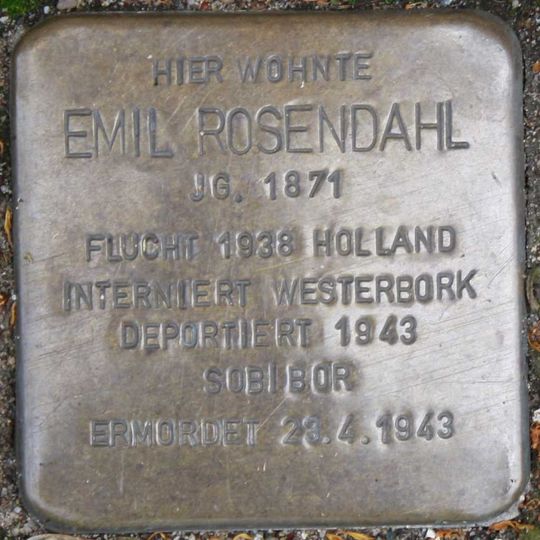 HIER WOHNTE
EMIL ROSENDAHL
JG. 1871
FLUCHT 1938 HOLLAND
INTERNIERT WESTERBORK
DEPORTIERT 1943
SOBIBOR
ERMORDET 23.4.1943